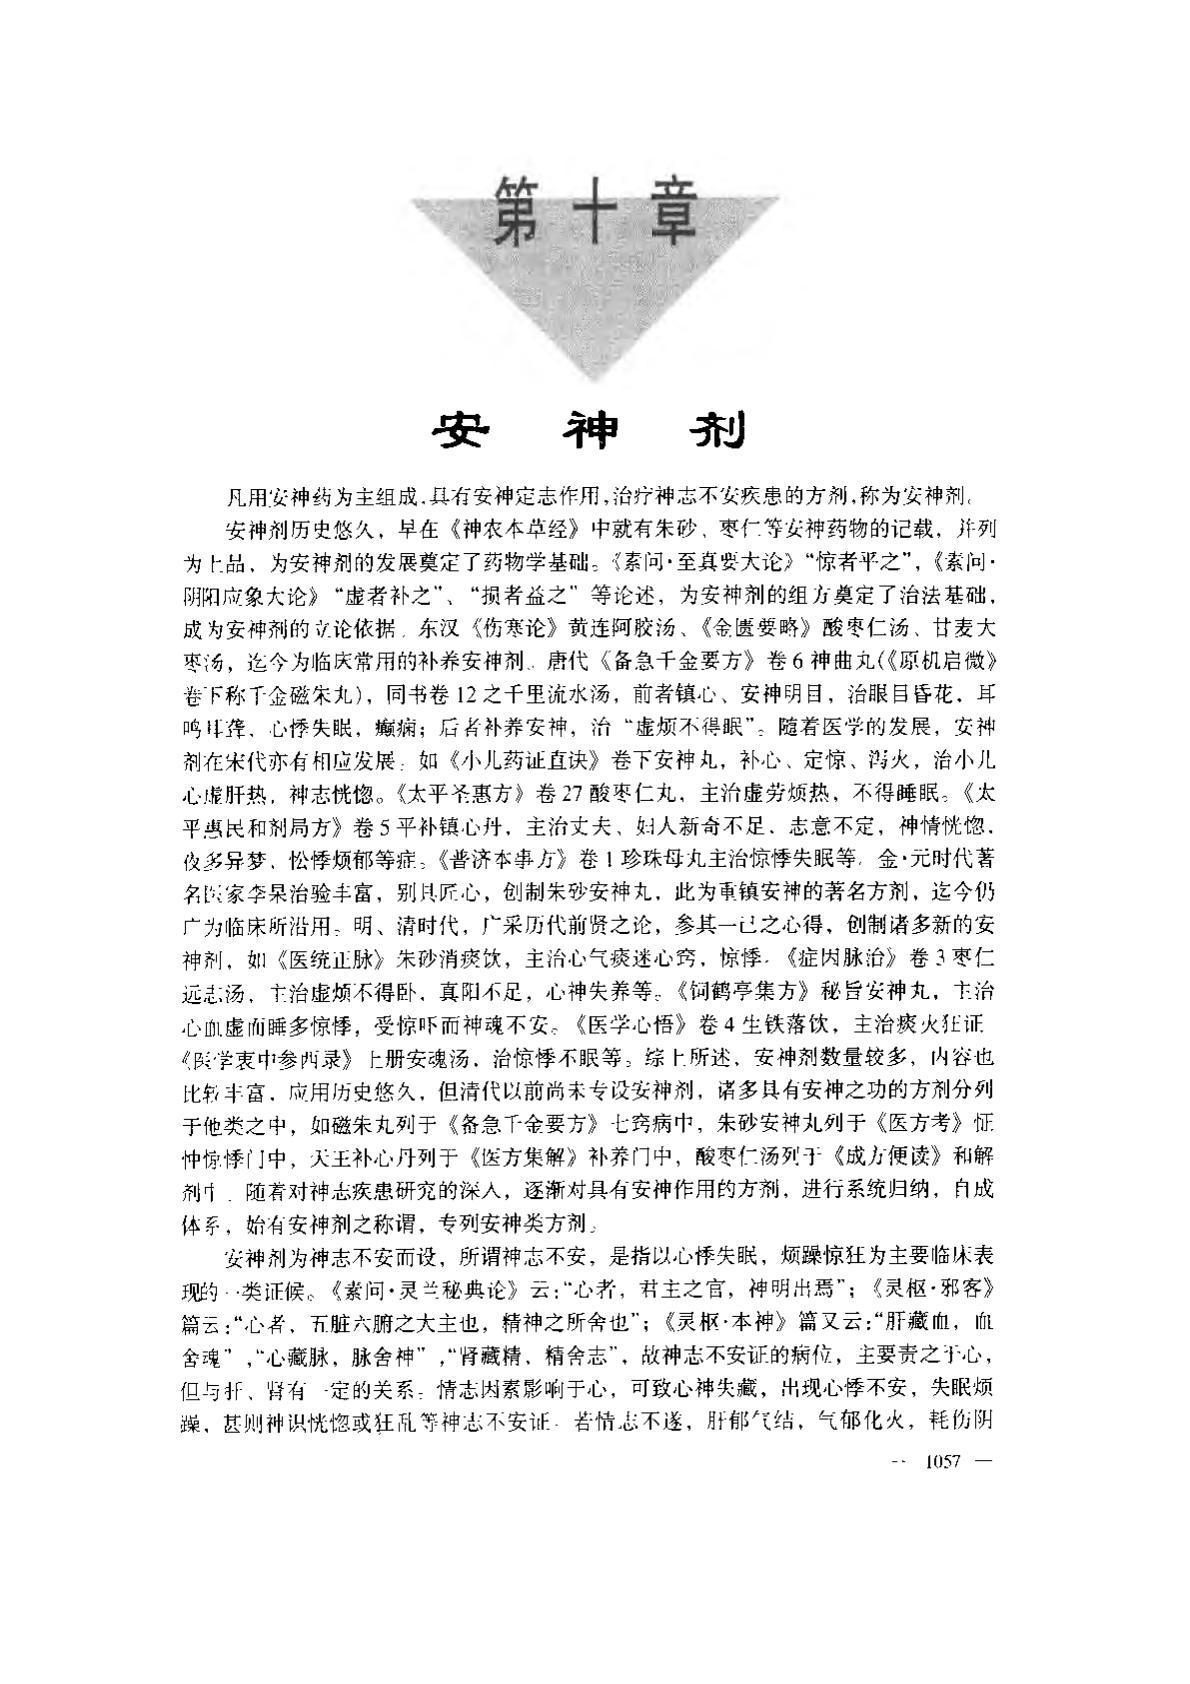 第十章
安神剂
凡用安神药为主组成,具有安神定志作用,治疗神志不安疾患的方剂,称为安神剂。
安神剂历史悠久，早在《神农本草经》中就有朱砂、枣仁等安神药物的记载，并列
为上品，为安神剂的发展奠定了药物学基础。《素问·至真要大论》“惊者平之”，《素问·
阴阳应象大论》“虚者补之”、“损者益之”等论述，为安神剂的组方奠定了治法基础，
成为安神剂的立论依据。东汉《伤寒论》黄连阿胶汤、《金匮要略》酸枣仁汤、甘麦大
枣汤，迄今为临床常用的补养安神剂。唐代《备急千金要方》卷6神曲丸(《原机启微》
卷下称千金磁朱丸)，同书卷12之千里流水汤，前者镇心、安神明目，治眼目昏花，耳
鸣耳聋，心悸失眠，癫痫；后者补养安神，治“虚烦不得眠”。随着医学的发展，安神
剂在宋代亦有相应发展。如《小儿药证直诀》卷下安神丸，补心、定惊、泻火，治小儿
心虚肝热，神志恍惚。《太平圣惠方》卷27酸枣仁丸，主治虚劳烦热，不得睡眠。《太
平惠民和剂局方》卷5平补镇心丹，主治丈夫、妇人新奇不足，志意不定，神情恍惚，
夜多异梦，忪悸烦郁等症。《普济本事方》卷1珍珠母丸主治惊悸失眠等。金·元时代著
名医家李杲治验丰富，别具匠心，创制朱砂安神丸，此为重镇安神的著名方剂，迄今仍
广为临床所沿用。明、清时代，广采历代前贤之论，参其一已之心得，创制诸多新的安
神剂，如《医统正脉》朱砂消痰饮，主治心气痰迷心窍，惊悸。《症因脉治》卷3枣仁
远志汤，主治虚烦不得卧，真阳不足，心神失养等。《饲鹤亭集方》秘旨安神丸，主治
心血虚而睡多惊悸，受惊吓而神魂不安。《医学心悟》卷4生铁落饮，主治痰火狂证
《医学衷中参西录》上册安魂汤，治惊悸不眠等。综上所述，安神剂数量较多，内容也
比较丰富，应用历史悠久，但清代以前尚未专设安神剂，诸多具有安神之功的方剂分列
于他类之中，如磁朱丸列于《备急千金要方》七窍病中，朱砂安神丸列于《医方考》怔
忡惊悸门中，天王补心丹列于《医方集解》补养门中，酸枣仁汤列于《成方便读》和解
剂中。随着对神志疾患研究的深入，逐渐对具有安神作用的方剂，进行系统归纳，自成
体系，始有安神剂之称谓，专列安神类方剂。
安神剂为神志不安而设，所谓神志不安，是指以心悸失眠，烦躁惊狂为主要临床表
现的一类证候。《素问·灵兰秘典论》云:“心者，君主之官，神明出焉”；《灵枢·邪客》
篇云:“心者，五脏六腑之大主也，精神之所舍也”；《灵枢·本神》篇又云:“肝藏血，血
舍魂”,“心藏脉，脉舍神”,“肾藏精，精舍志”，故神志不安证的病位，主要责之于心，
但与肝、肾有一定的关系。情志因素影响于心，可致心神失藏，出现心悸不安，失眠烦
躁，甚则神识恍惚或狂乱等神志不安证。若情志不遂，肝郁气结，气郁化火，耗伤阴
— 1057 —